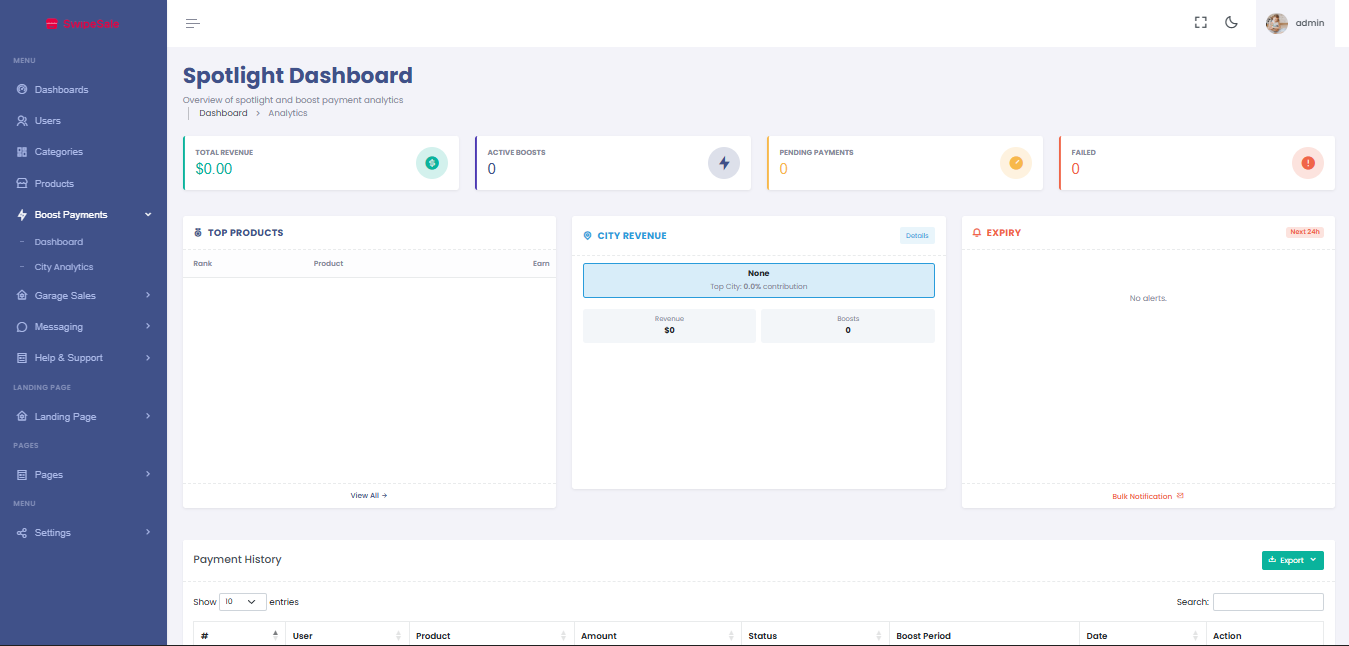 admin
MENU
Dashboards
Users
Categories
Products
Boost Payments
- Dashboard
- City Analytics
Garage Sales
Messaging
Help & Support
LANDING PAGE
Landing Page
PAGES
Pages
MENU
Settings
Spotlight Dashboard
Overview of spotlight and boost payment analytics
Dashboard > Analytics
TOTAL REVENUE
$0.00
ACTIVE BOOSTS
0
PENDING PAYMENTS
0
FAILED
0
TOP PRODUCTS
Rank Product Earn
View All →
CITY REVENUE Details
None
Top City: 0.0% contribution
Revenue
$0
Boosts
0
EXPIRY Next 24h
No alerts.
Bulk Notification
Payment History Export
Show 10 entries Search:
# User Product Amount Status Boost Period Date Action